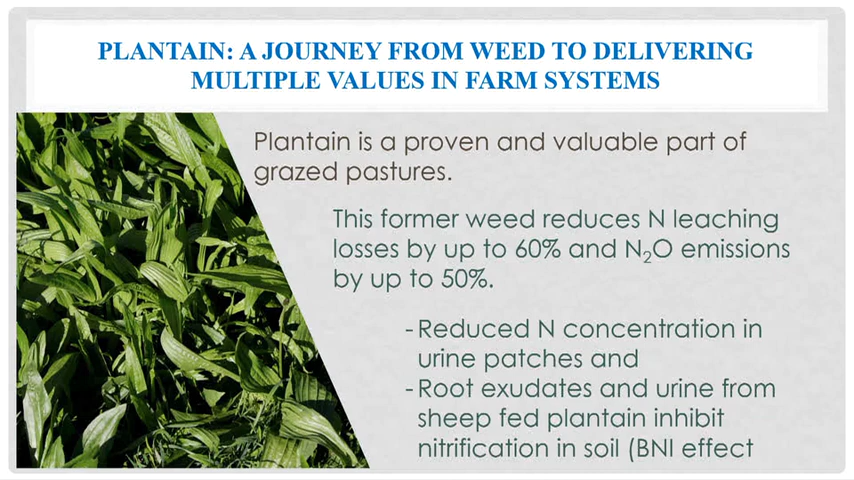 PLANTAIN: A JOURNEY FROM WEED TO DELIVERING
MULTIPLE VALUES IN FARM SYSTEMS
Plantain is a proven and valuable part of
grazed pastures.
This former weed reduces N leaching
losses by up to 60% and N₂O emissions
by up to 50%.
- Reduced N concentration in
urine patches and
- Root exudates and urine from
sheep fed plantain inhibit
nitrification in soil (BNI effect